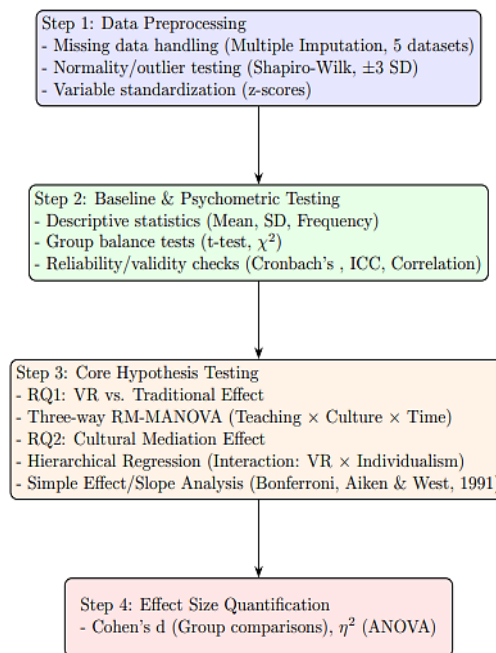 Step 1: Data Preprocessing
- Missing data handling (Multiple Imputation, 5 datasets)
- Normality/outlier testing (Shapiro-Wilk, ±3 SD)
- Variable standardization (z-scores)
Step 2: Baseline & Psychometric Testing
- Descriptive statistics (Mean, SD, Frequency)
- Group balance tests (t-test, χ²)
- Reliability/validity checks (Cronbach's , ICC, Correlation)
Step 3: Core Hypothesis Testing
- RQ1: VR vs. Traditional Effect
- Three-way RM-MANOVA (Teaching × Culture × Time)
- RQ2: Cultural Mediation Effect
- Hierarchical Regression (Interaction: VR × Individualism)
- Simple Effect/Slope Analysis (Bonferroni, Aiken & West, 1991)
Step 4: Effect Size Quantification
- Cohen's d (Group comparisons), η² (ANOVA)